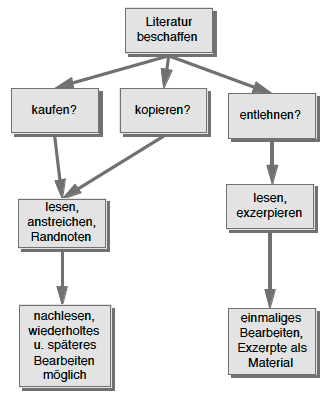 Literatur
beschaffen
kaufen?
kopieren?
entlehnen?
lesen,
anstreichen,
Randnoten
lesen,
exzerpieren
nachlesen,
wiederholtes
u. späteres
Bearbeiten
möglich
einmaliges
Bearbeiten,
Exzerpte als
Material